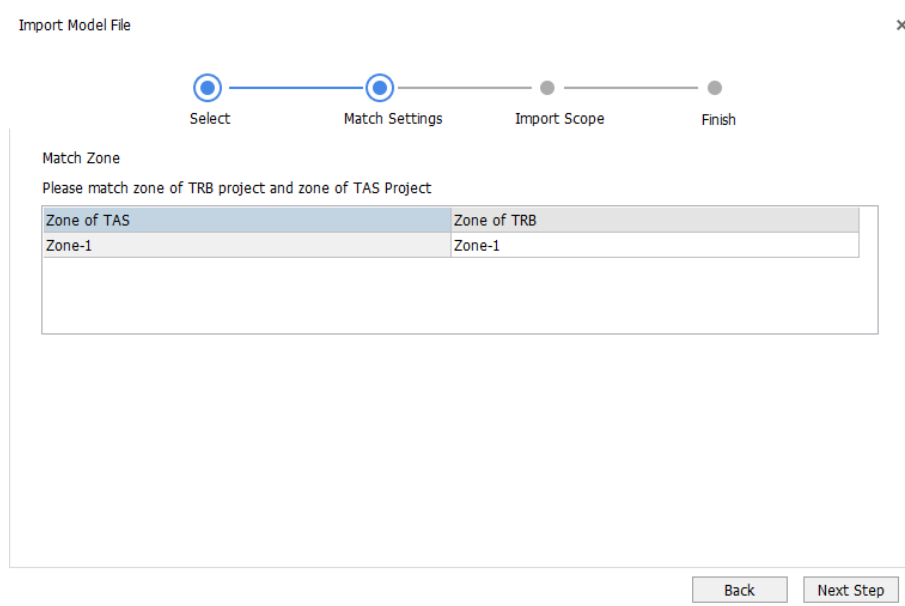 Import Model File
Select Match Settings Import Scope Finish
Match Zone
Please match zone of TRB project and zone of TAS Project
Zone of TAS Zone of TRB
Zone-1 Zone-1
Back Next Step